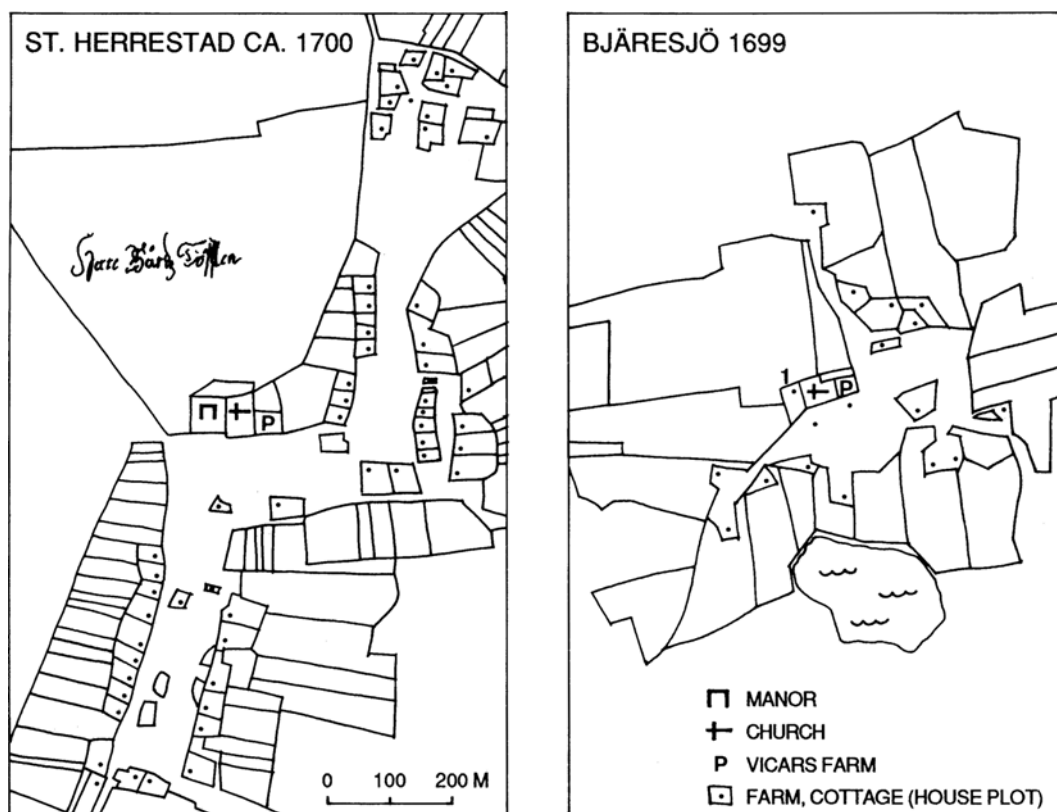 ST. HERRESTAD CA. 1700
P
0 100 200 M
BJÄRESJÖ 1699
1
P
MANOR
CHURCH
P VICARS FARM
FARM, COTTAGE (HOUSE PLOT)